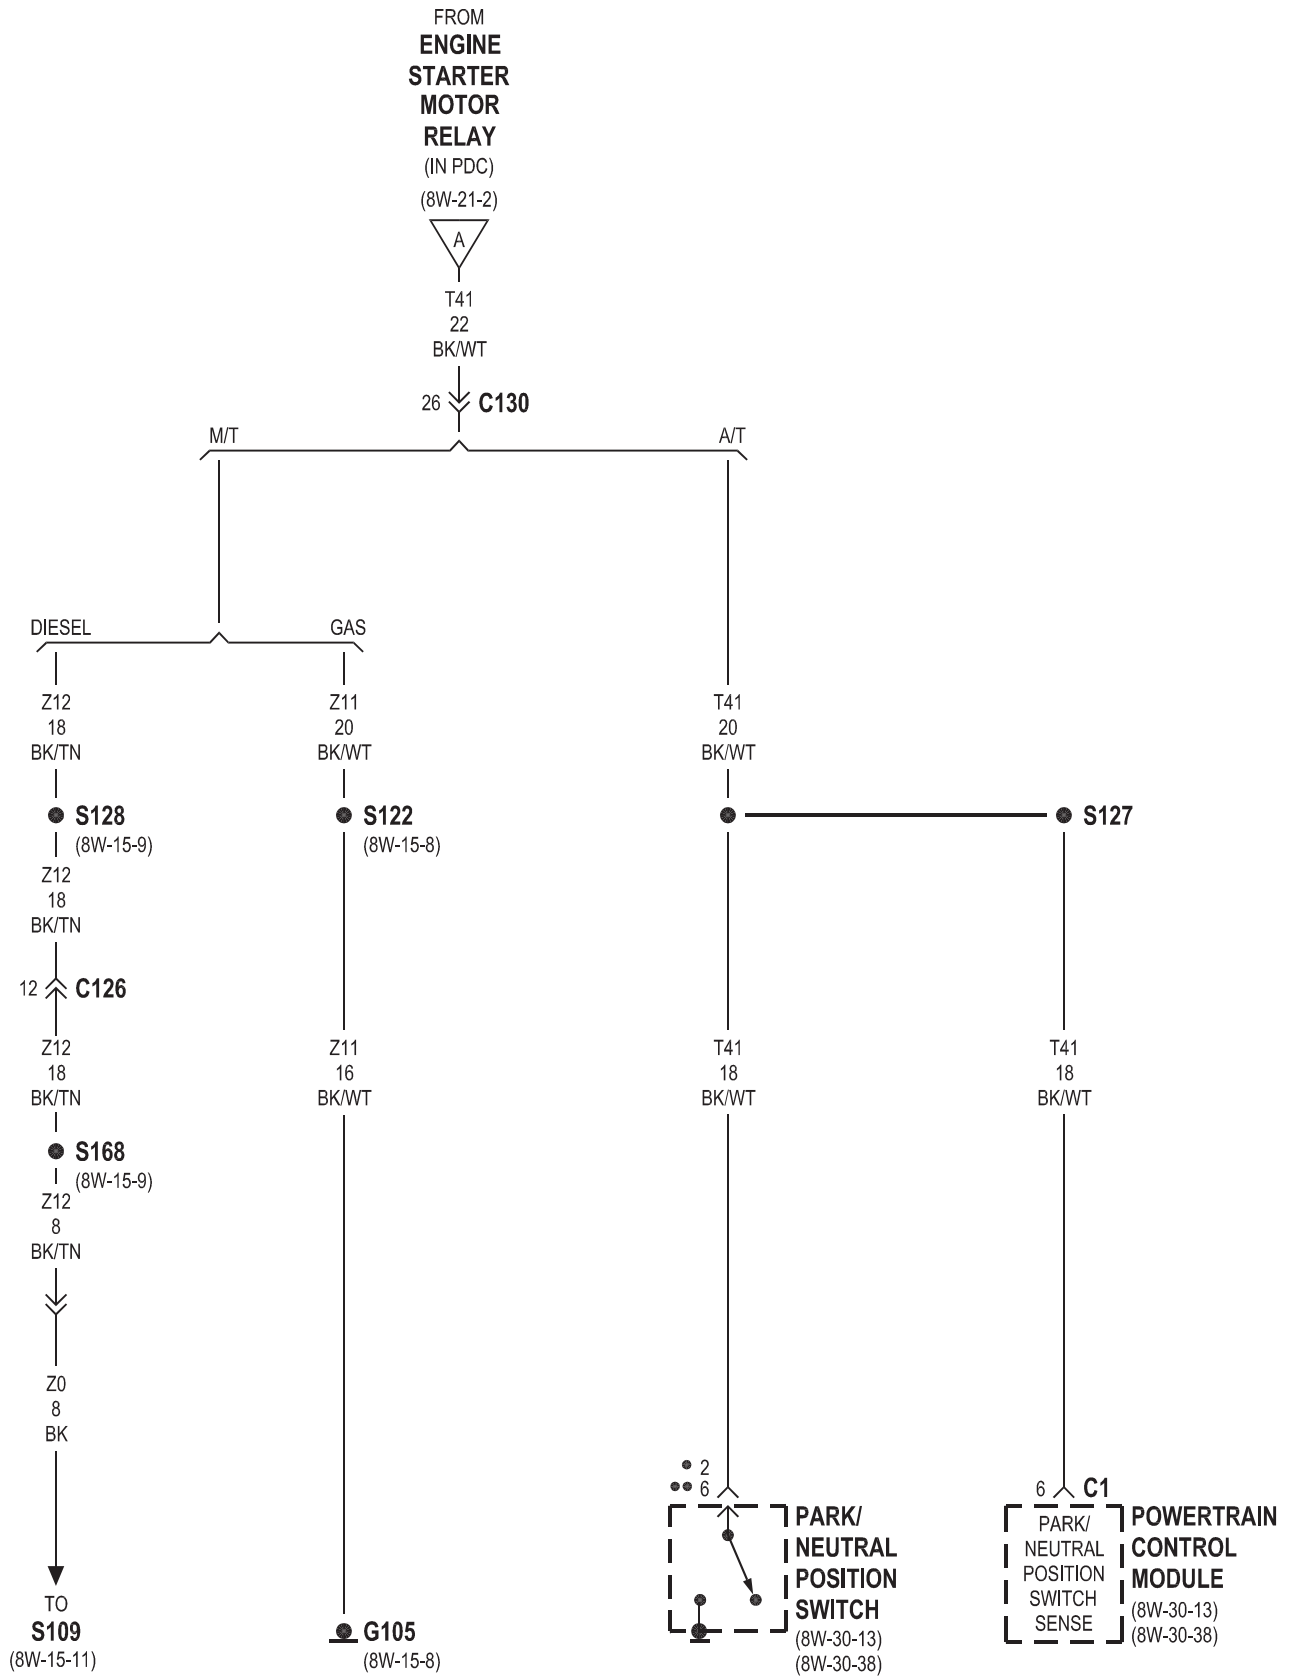 FROM
ENGINE
STARTER
MOTOR
RELAY
(IN PDC)
(8W-21-2)
A
T41
22
BK/WT
26 C130
M/T A/T
DIESEL GAS
Z12 Z11 T41
18 20 20
BK/TN BK/WT BK/WT
S128 S122 S127
(8W-15-9) (8W-15-8)
Z12
18
BK/TN
12 C126
Z12 Z11 T41 T41
18 16 18 18
BK/TN BK/WT BK/WT BK/WT
S168
(8W-15-9)
Z12
8
BK/TN
Z0
8
BK
TO
S109
(8W-15-11)
G105
(8W-15-8)
2
6
PARK/
NEUTRAL
POSITION
SWITCH
(8W-30-13)
(8W-30-38)
6 C1
PARK/
NEUTRAL
POSITION
SWITCH
SENSE
POWERTRAIN
CONTROL
MODULE
(8W-30-13)
(8W-30-38)